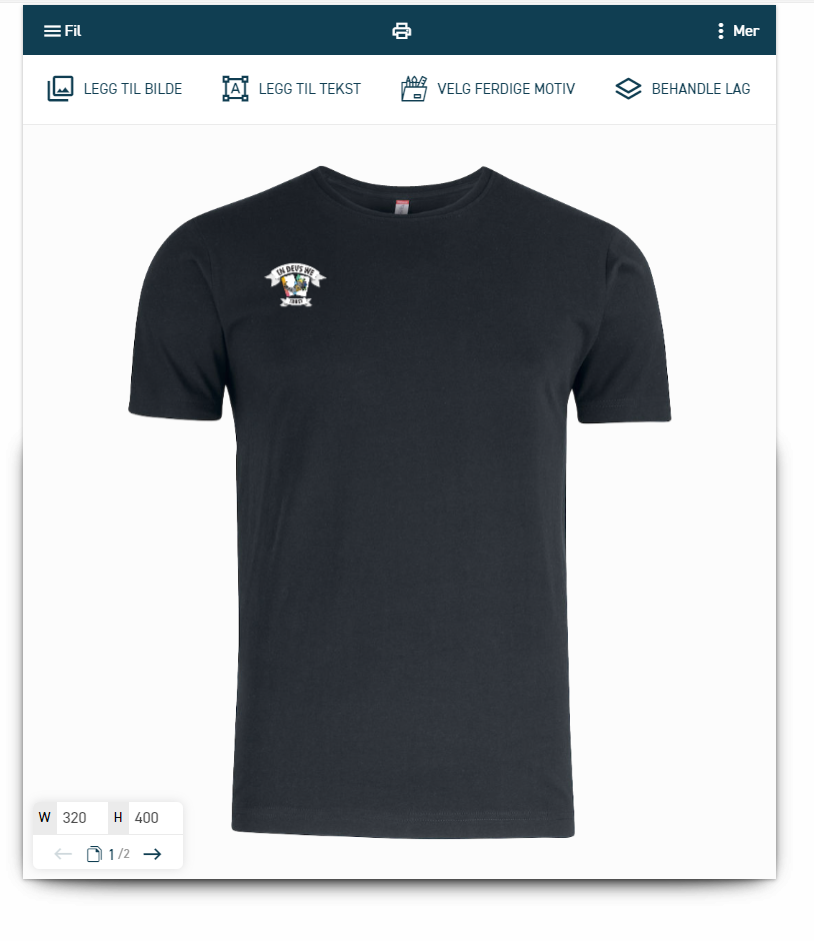 Fil
Mer
LEGG TIL BILDE
LEGG TIL TEKST
VELG FERDIGE MOTIV
BEHANDLE LAG
IN DEUS WE
W 320 H 400
1 /2